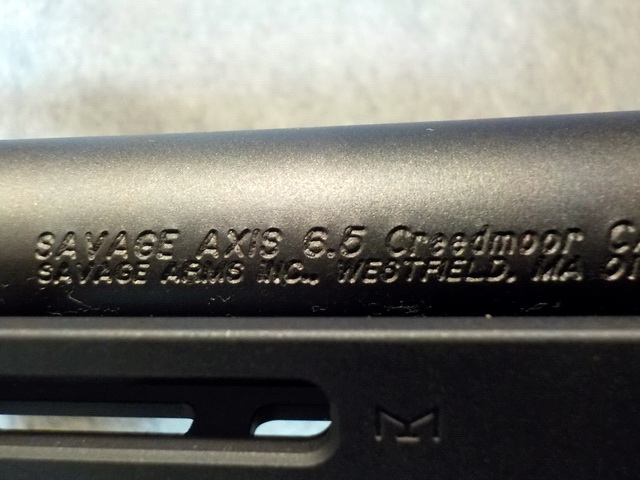 SAVAGE AXIS 6.5 Creedmoor
SAVAGE ARMS INC., WESTFIELD, MA